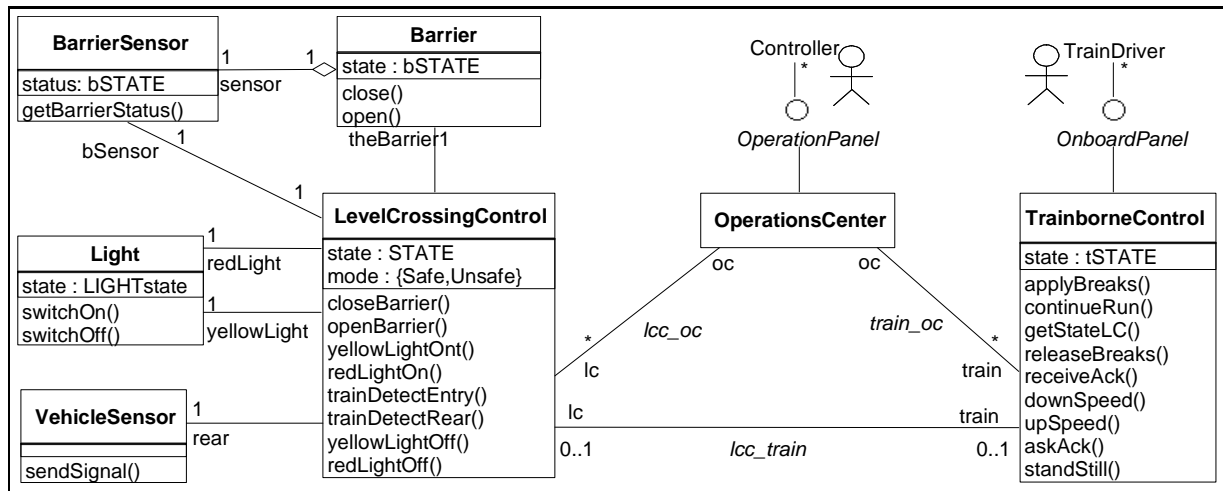 BarrierSensor
status: bSTATE
getBarrierStatus()
1
sensor
1
Barrier
state : bSTATE
close()
open()
theBarrier1
1
bSensor
1
Controller
*
OperationPanel
TrainDriver
*
OnboardPanel
Light
state : LIGHTstate
switchOn()
switchOff()
1
redLight
1
yellowLight
VehicleSensor
sendSignal()
1
rear
LevelCrossingControl
state : STATE
mode : {Safe,Unsafe}
closeBarrier()
openBarrier()
yellowLightOnt()
redLightOn()
trainDetectEntry()
trainDetectRear()
yellowLightOff()
redLightOff()
OperationsCenter
oc
oc
lcc_oc
train_oc
*
lc
*
train
lc
0..1
lcc_train
train
0..1
TrainborneControl
state : tSTATE
applyBreaks()
continueRun()
getStateLC()
releaseBreaks()
receiveAck()
downSpeed()
upSpeed()
askAck()
standStill()